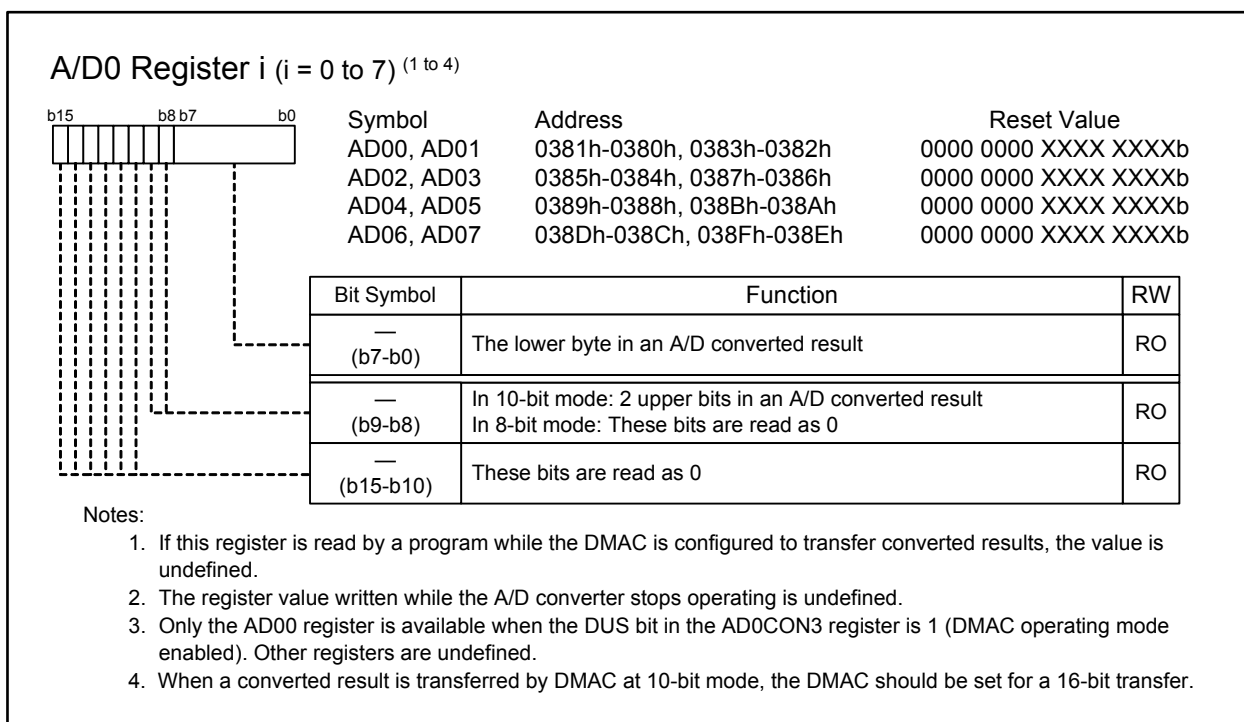 A/D0 Register i (i = 0 to 7) (1 to 4)
b15 b8 b7 b0
Symbol Address Reset Value
AD00, AD01 0381h-0380h, 0383h-0382h 0000 0000 XXXX XXXXb
AD02, AD03 0385h-0384h, 0387h-0386h 0000 0000 XXXX XXXXb
AD04, AD05 0389h-0388h, 038Bh-038Ah 0000 0000 XXXX XXXXb
AD06, AD07 038Dh-038Ch, 038Fh-038Eh 0000 0000 XXXX XXXXb
Bit Symbol Function RW
—
(b7-b0) The lower byte in an A/D converted result RO
—
(b9-b8) In 10-bit mode: 2 upper bits in an A/D converted result
In 8-bit mode: These bits are read as 0 RO
—
(b15-b10) These bits are read as 0 RO
Notes:
1. If this register is read by a program while the DMAC is configured to transfer converted results, the value is
undefined.
2. The register value written while the A/D converter stops operating is undefined.
3. Only the AD00 register is available when the DUS bit in the AD0CON3 register is 1 (DMAC operating mode
enabled). Other registers are undefined.
4. When a converted result is transferred by DMAC at 10-bit mode, the DMAC should be set for a 16-bit transfer.